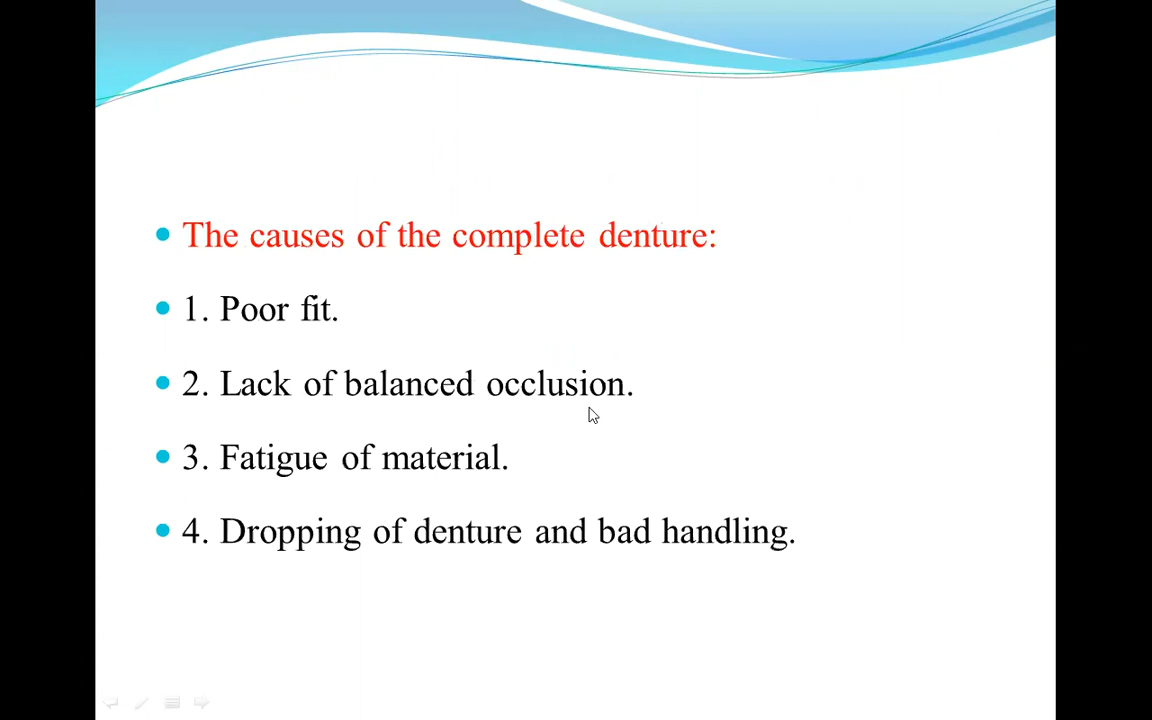 The causes of the complete denture:
1. Poor fit.
2. Lack of balanced occlusion.
3. Fatigue of material.
4. Dropping of denture and bad handling.